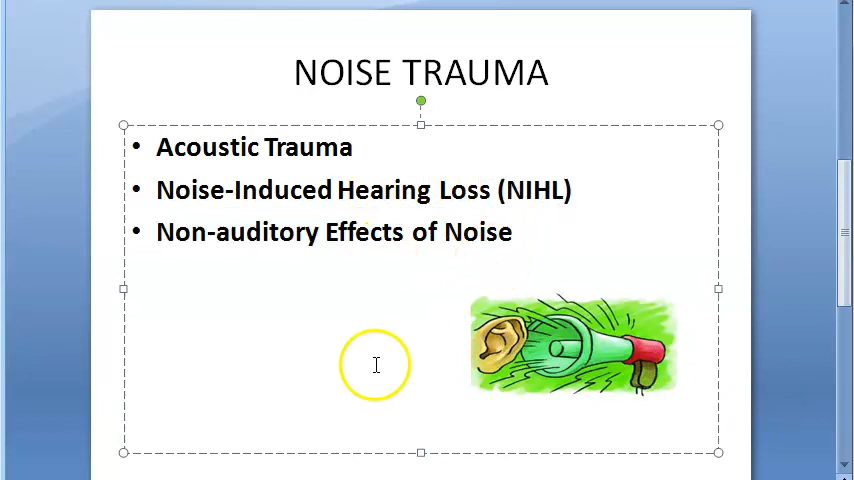 NOISE TRAUMA
• Acoustic Trauma
• Noise-Induced Hearing Loss (NIHL)
• Non-auditory Effects of Noise